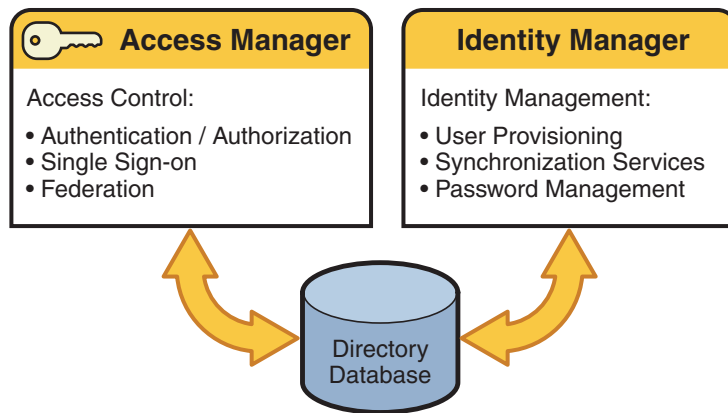 Access Manager
Access Control:
• Authentication / Authorization
• Single Sign-on
• Federation
Identity Manager
Identity Management:
• User Provisioning
• Synchronization Services
• Password Management
Directory
Database